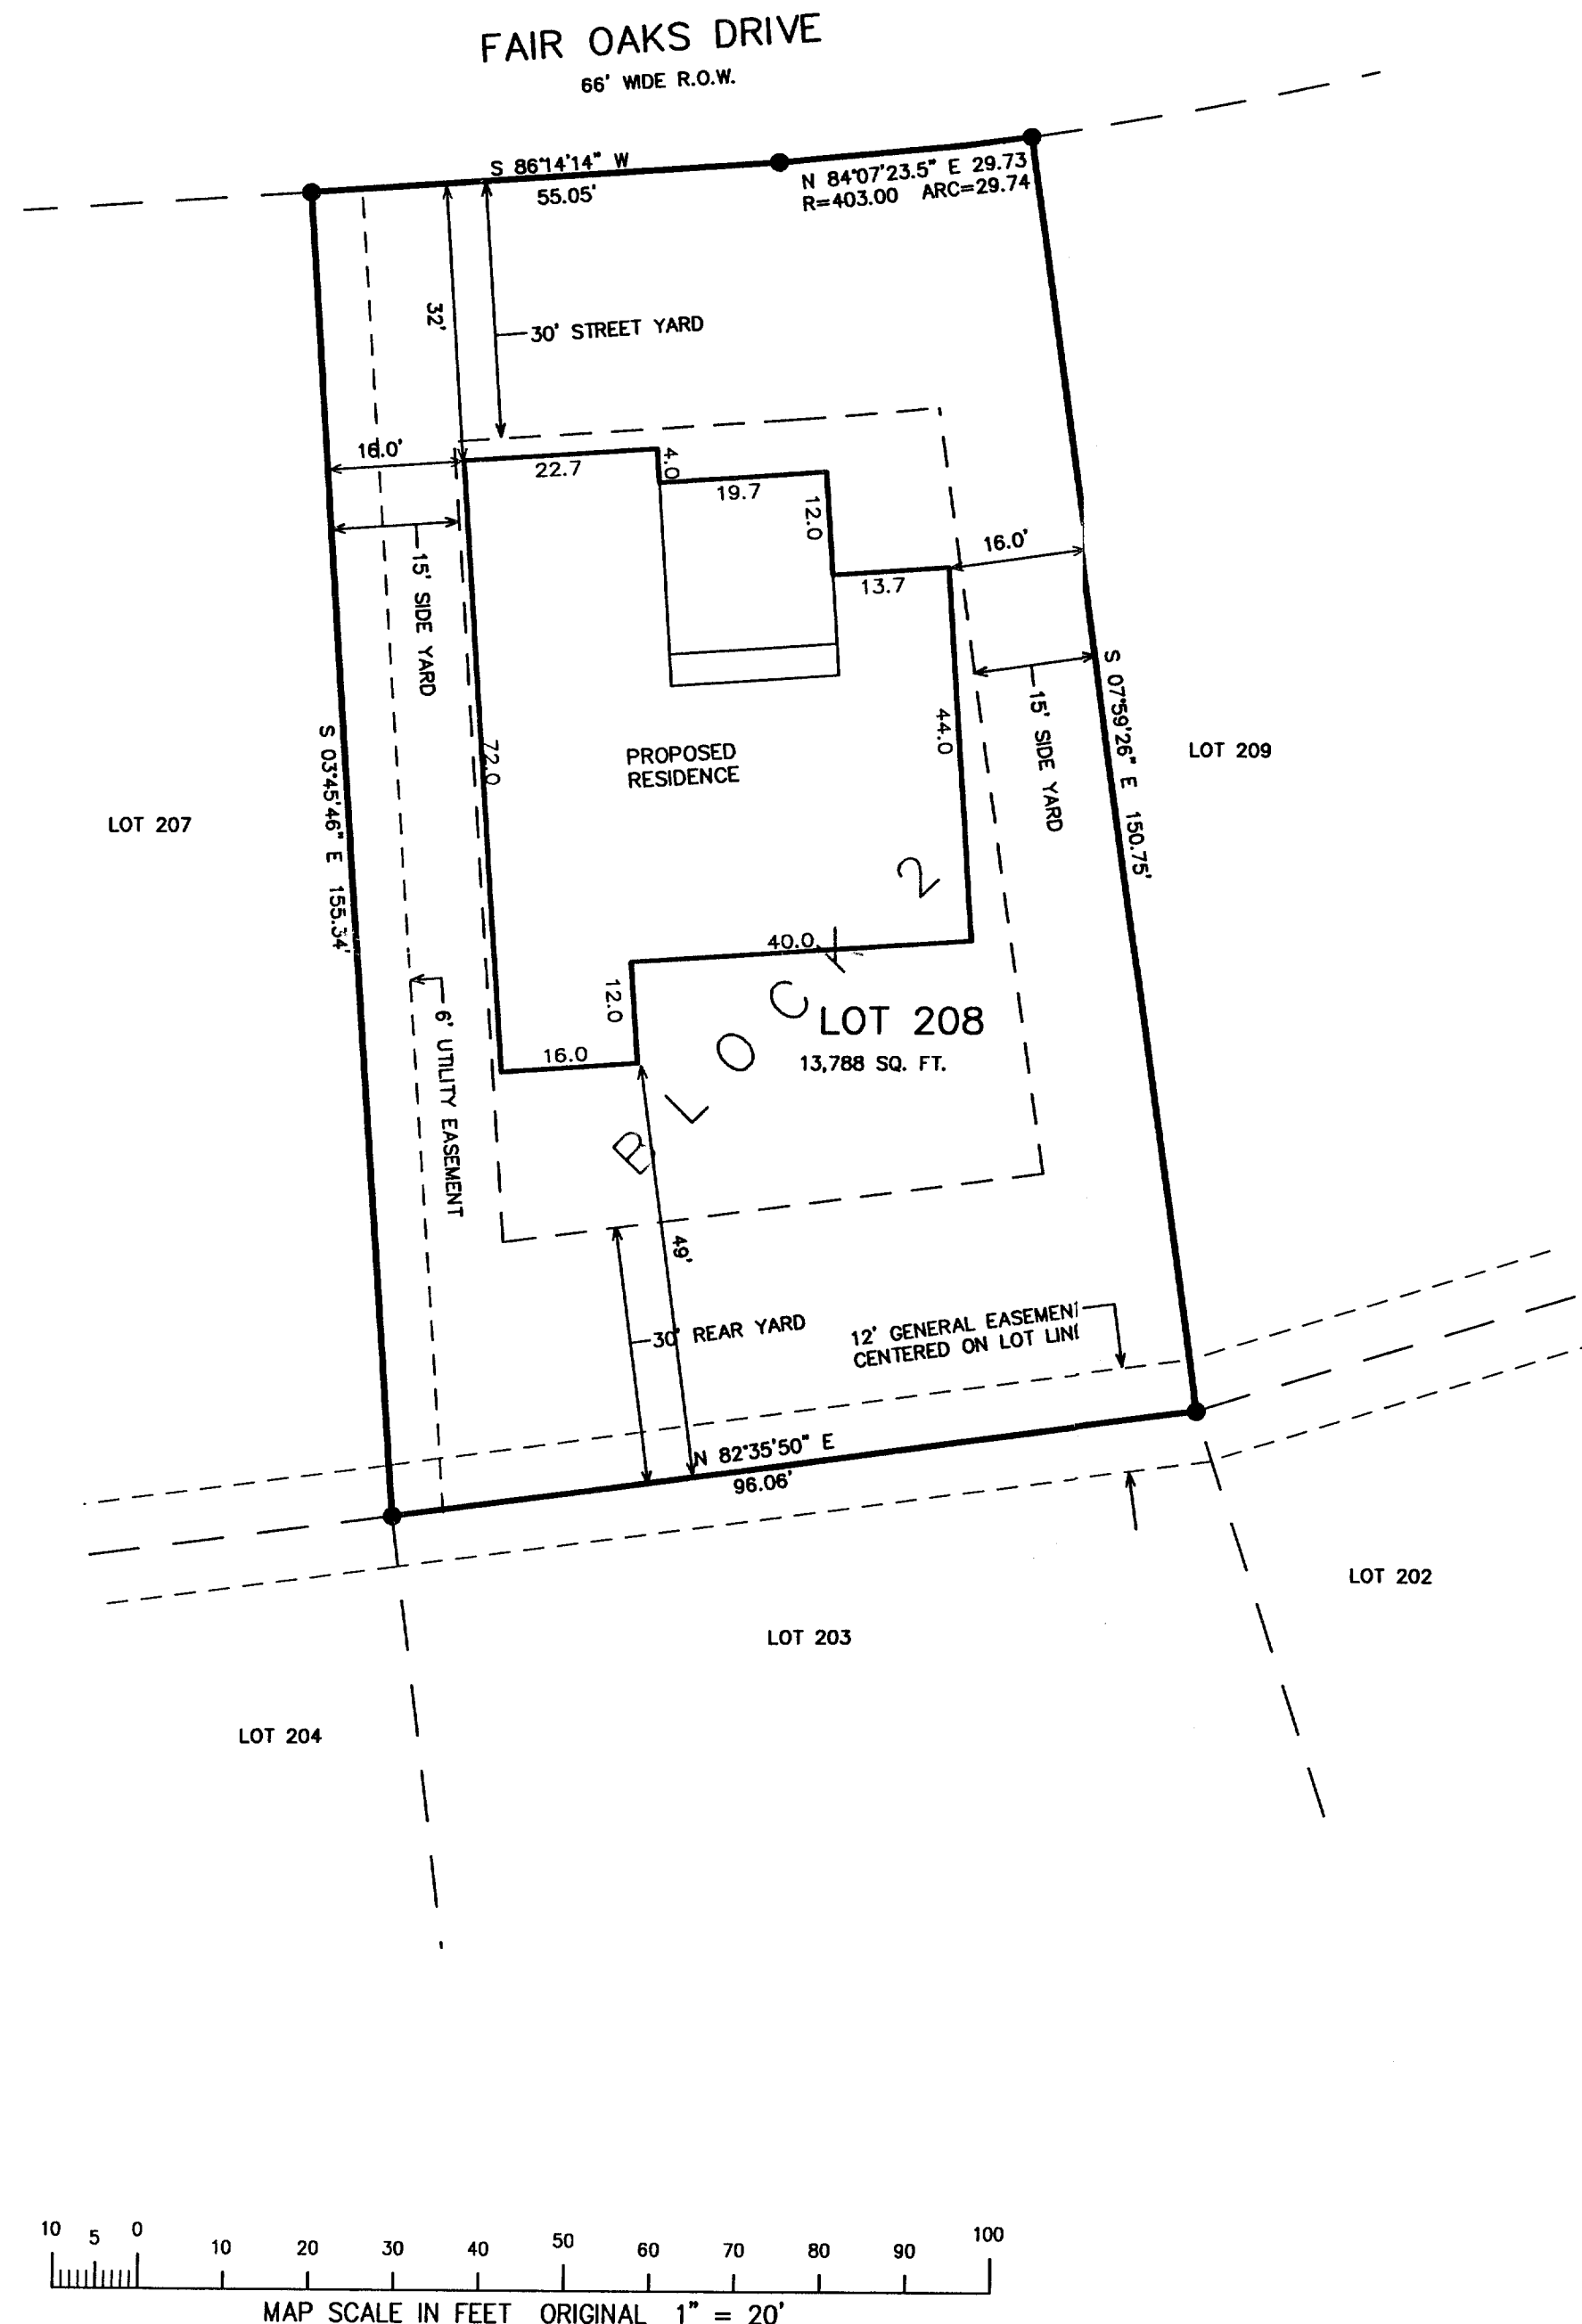 FAIR OAKS DRIVE
66' WIDE R.O.W.
S 86°14'14" W
55.05'
N 84°07'23.5" E 29.73
R=403.00 ARC=29.74
32'
30' STREET YARD
16.0'
22.7
4.0
19.7
12.0
13.7
16.0'
15' SIDE YARD
15' SIDE YARD
S 07°59'26" E 150.75'
LOT 209
44.0
72.0
PROPOSED
RESIDENCE
S 03°45'46" E 155.34'
LOT 207
BLOCK 2
40.0
12.0
LOT 208
13,788 SQ. FT.
16.0
6' UTILITY EASEMENT
49'
30' REAR YARD
12' GENERAL EASEMENT
CENTERED ON LOT LINE
N 82°35'50" E
96.06'
LOT 202
LOT 203
LOT 204
10 5 0 10 20 30 40 50 60 70 80 90 100
MAP SCALE IN FEET ORIGINAL 1" = 20'